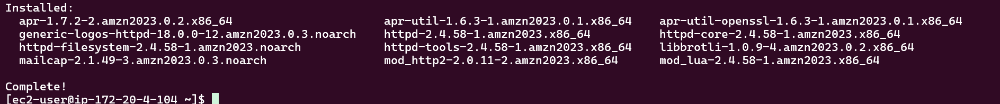 Installed:
apr-1.7.2-2.amzn2023.0.2.x86_64 apr-util-1.6.3-1.amzn2023.0.1.x86_64 apr-util-openssl-1.6.3-1.amzn2023.0.1.x86_64
generic-logos-httpd-18.0.0-12.amzn2023.0.3.noarch httpd-2.4.58-1.amzn2023.x86_64 httpd-core-2.4.58-1.amzn2023.x86_64
httpd-filesystem-2.4.58-1.amzn2023.noarch httpd-tools-2.4.58-1.amzn2023.x86_64 libbrotli-1.0.9-4.amzn2023.0.2.x86_64
mailcap-2.1.49-3.amzn2023.0.3.noarch mod_http2-2.0.11-2.amzn2023.x86_64 mod_lua-2.4.58-1.amzn2023.x86_64
Complete!
[ec2-user@ip-172-20-4-104 ~]$